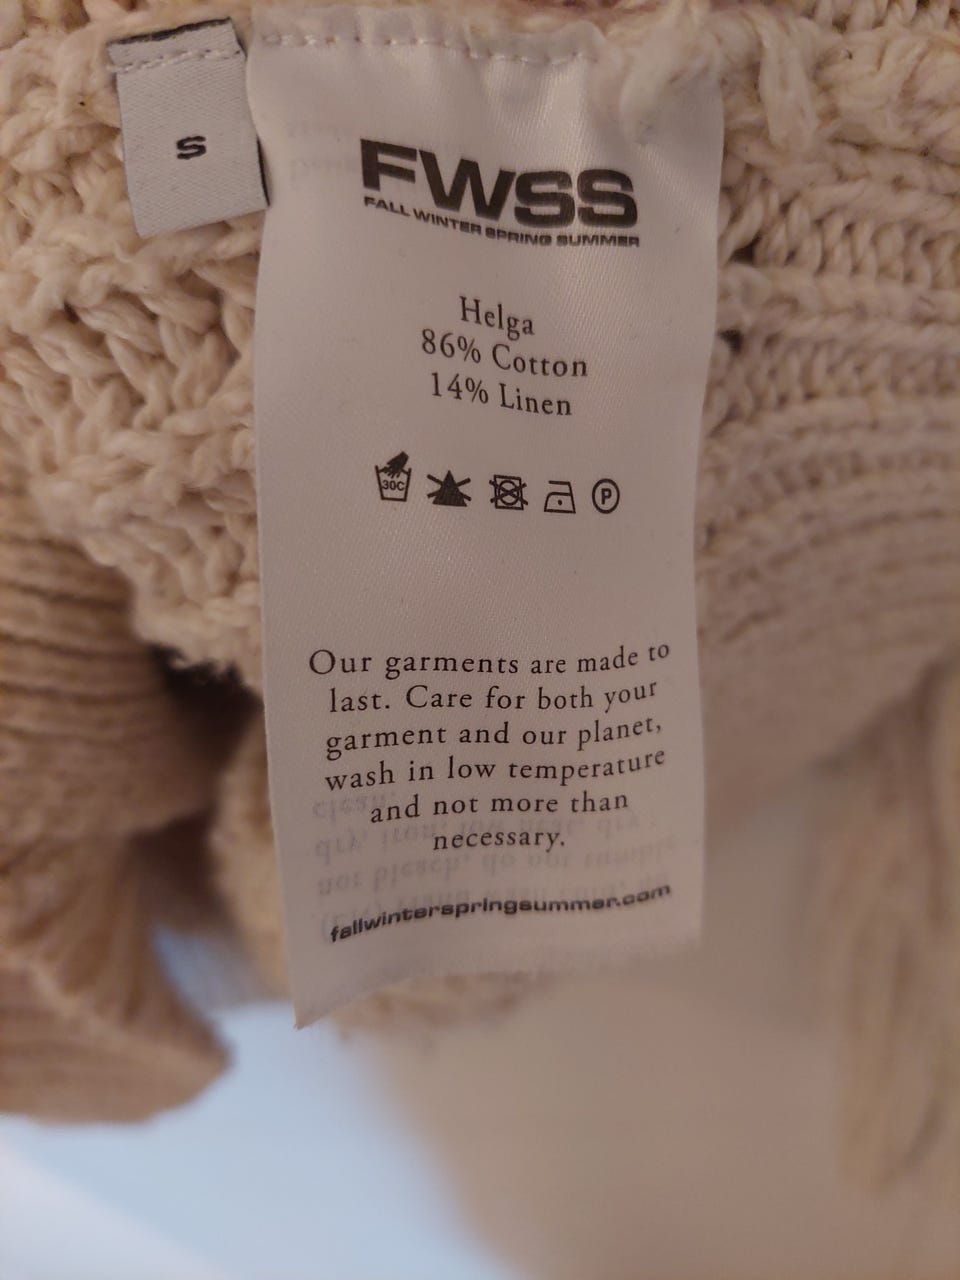 S
FWSS
FALL WINTER SPRING SUMMER
Helga
86% Cotton
14% Linen
30C
P
Our garments are made to
last. Care for both your
garment and our planet,
wash in low temperature
and not more than
necessary.
fallwinterspringsummer.com